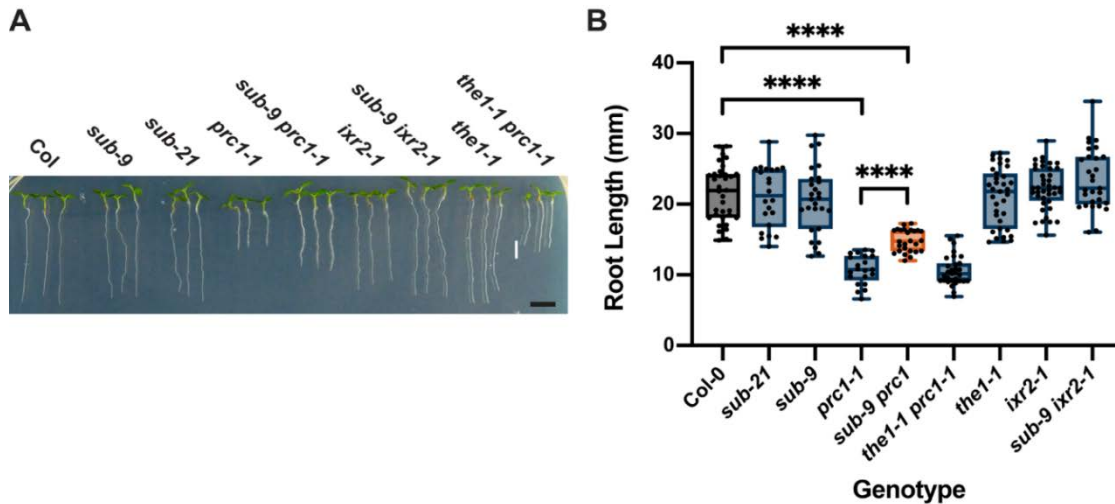 A
Col
sub-9
sub-21
prc1-1
sub-9 prc1-1
ixr2-1
sub-9 ixr2-1
the1-1
the1-1 prc1-1
B
****
****
****
Root Length (mm)
40
30
20
10
0
Col-0
sub-21
sub-9
prc1-1
sub-9 prc1
the1-1 prc1-1
the1-1
ixr2-1
sub-9 ixr2-1
Genotype